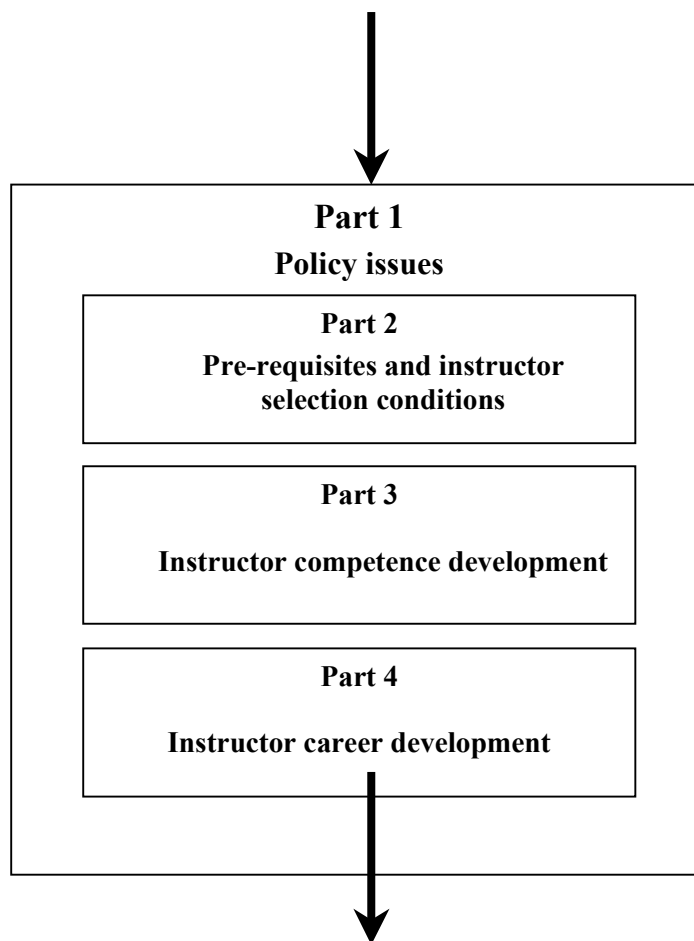 Part 1
Policy issues
Part 2
Pre-requisites and instructor
selection conditions
Part 3
Instructor competence development
Part 4
Instructor career development